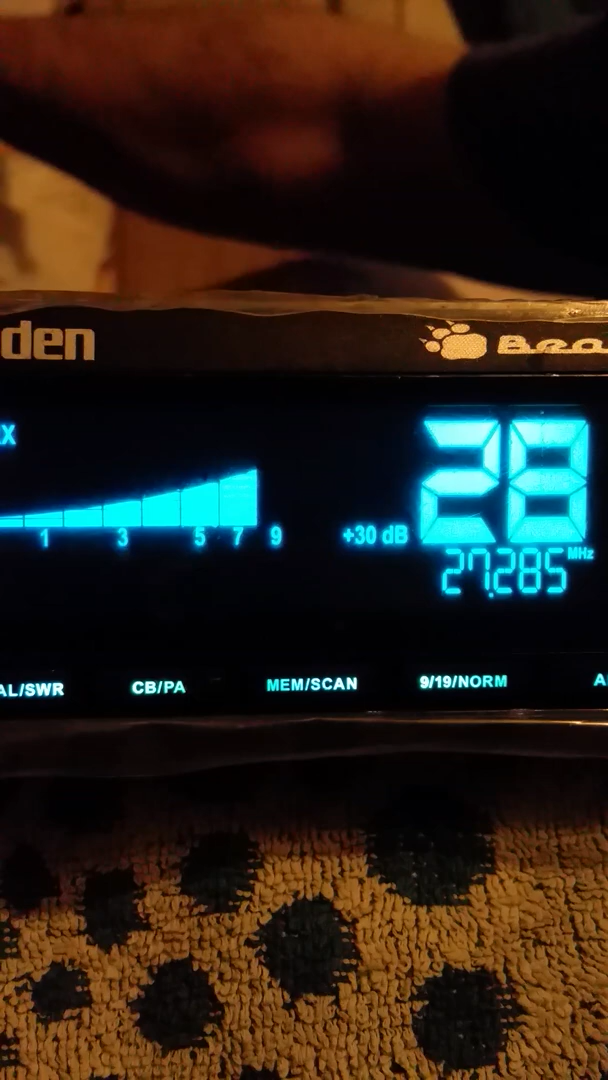 den Bea
X
28
1 3 5 7 9 +30 dB
27.285 MHz
AL/SWR CB/PA MEM/SCAN 9/19/NORM A